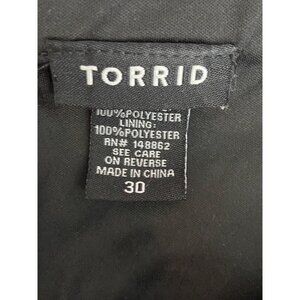 TORRID
100%POLYESTER
LINING:
100%POLYESTER
RN# 148862
SEE CARE
ON REVERSE
MADE IN CHINA
30